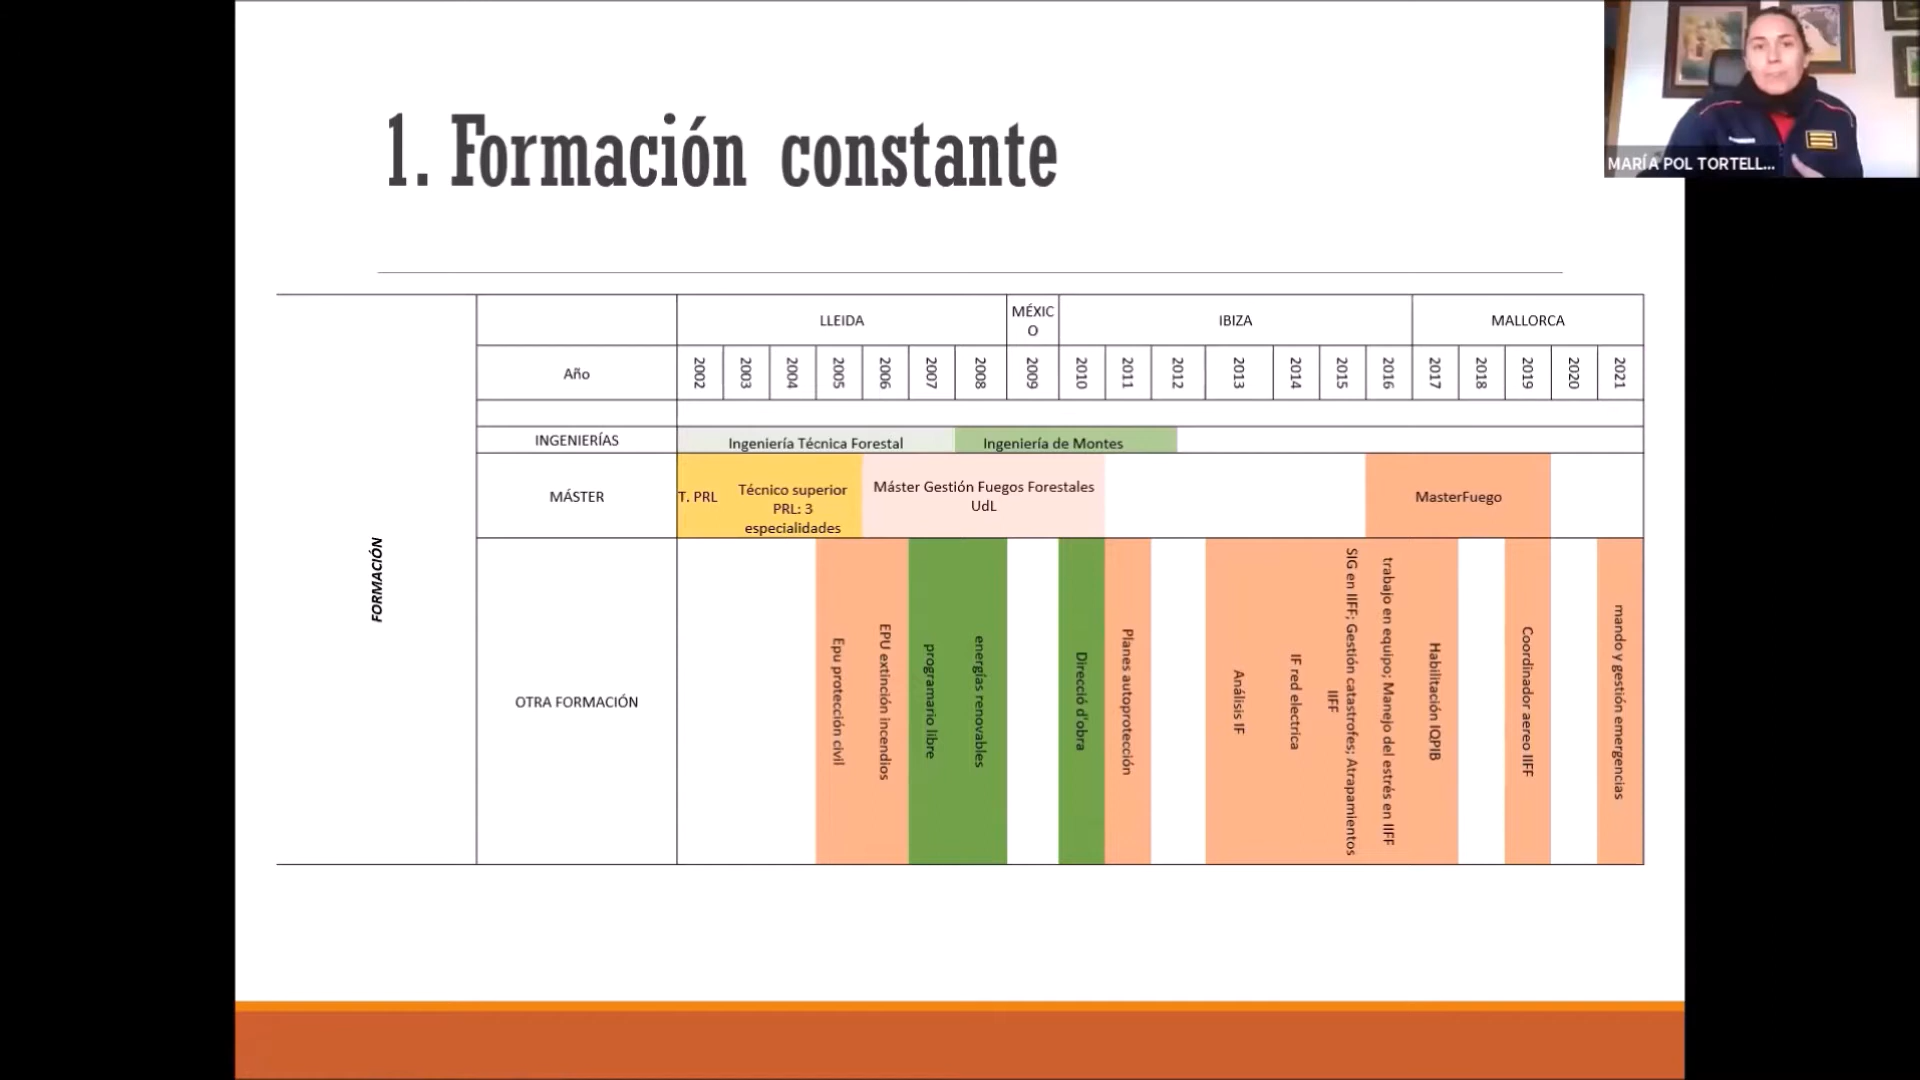 1. Formación constante
MARÍA POL TORTELL...
LLEIDA
MÉXIC
O
IBIZA
MALLORCA
Año
2002
2003
2004
2005
2006
2007
2008
2009
2010
2011
2012
2013
2014
2015
2016
2017
2018
2019
2020
2021
INGENIERÍAS
Ingeniería Técnica Forestal
Ingeniería de Montes
MÁSTER
T. PRL
Técnico superior
PRL: 3
especialidades
Máster Gestión Fuegos Forestales
UdL
MasterFuego
FORMACIÓN
OTRA FORMACIÓN
Epu protección civil
EPU extinción incendios
programario libre
energías renovables
Direcció d'obra
Planes autoprotección
Análisis IF
IF red electrica
SIG en IIFF; Gestión catastrofes; Atrapamientos
IIFF
trabajo en equipo; Manejo del estrés en IIFF
Habilitación IQPIB
Coordinador aereo IIFF
mando y gestión emergencias